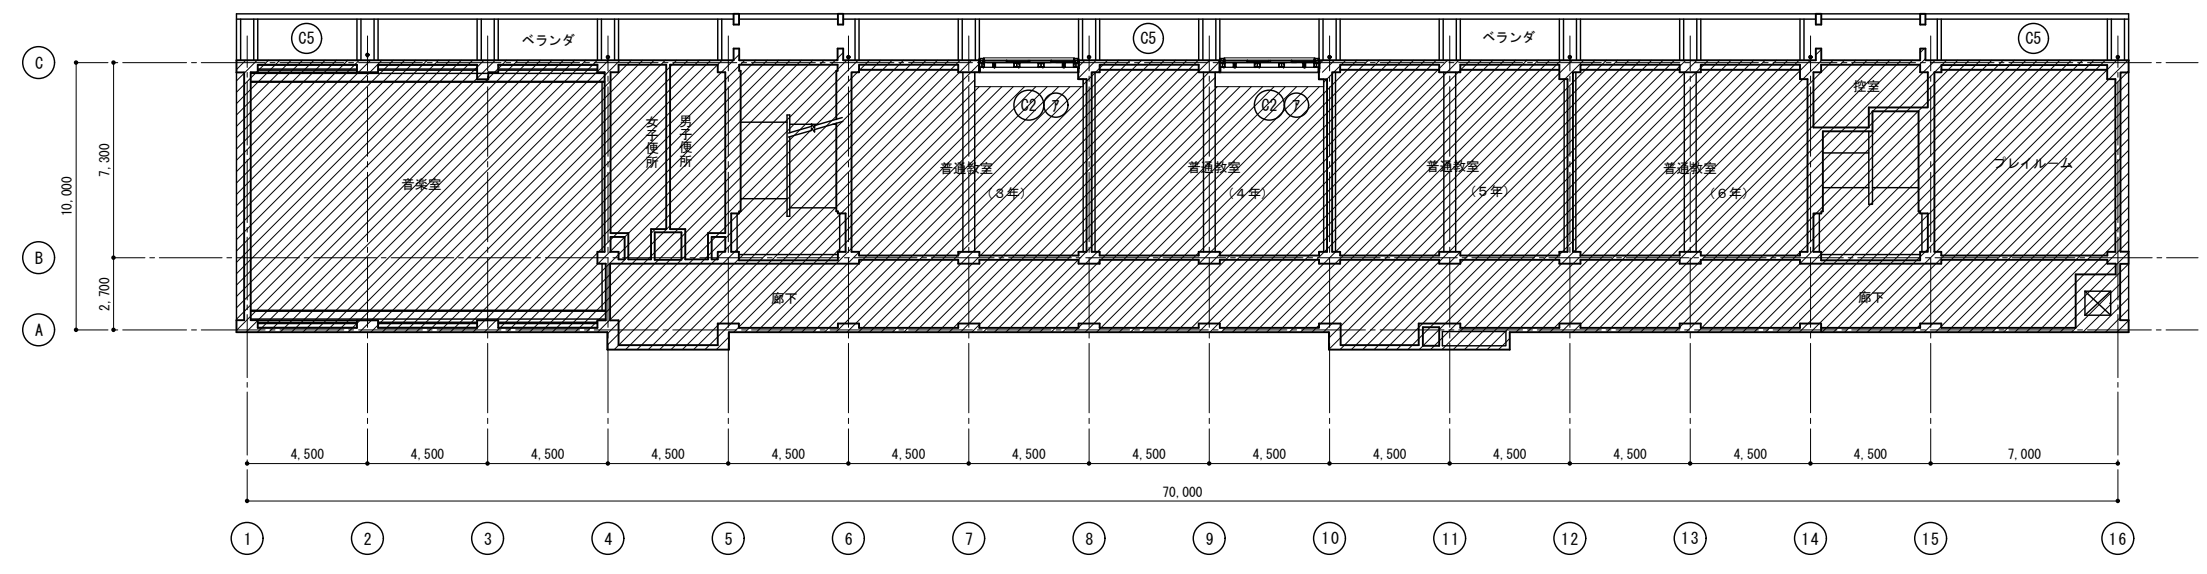 C5
ベランダ
C5
ベランダ
C5
C
C2
7
C2
7
控室
女子便所
男子便所
7,300
10,000
音楽室
普通教室
(3年)
普通教室
(4年)
普通教室
(5年)
普通教室
(6年)
プレイルーム
B
2,700
廊下
廊下
A
4,500 4,500 4,500 4,500 4,500 4,500 4,500 4,500 4,500 4,500 4,500 4,500 4,500 4,500 7,000
70,000
1 2 3 4 5 6 7 8 9 10 11 12 13 14 15 16